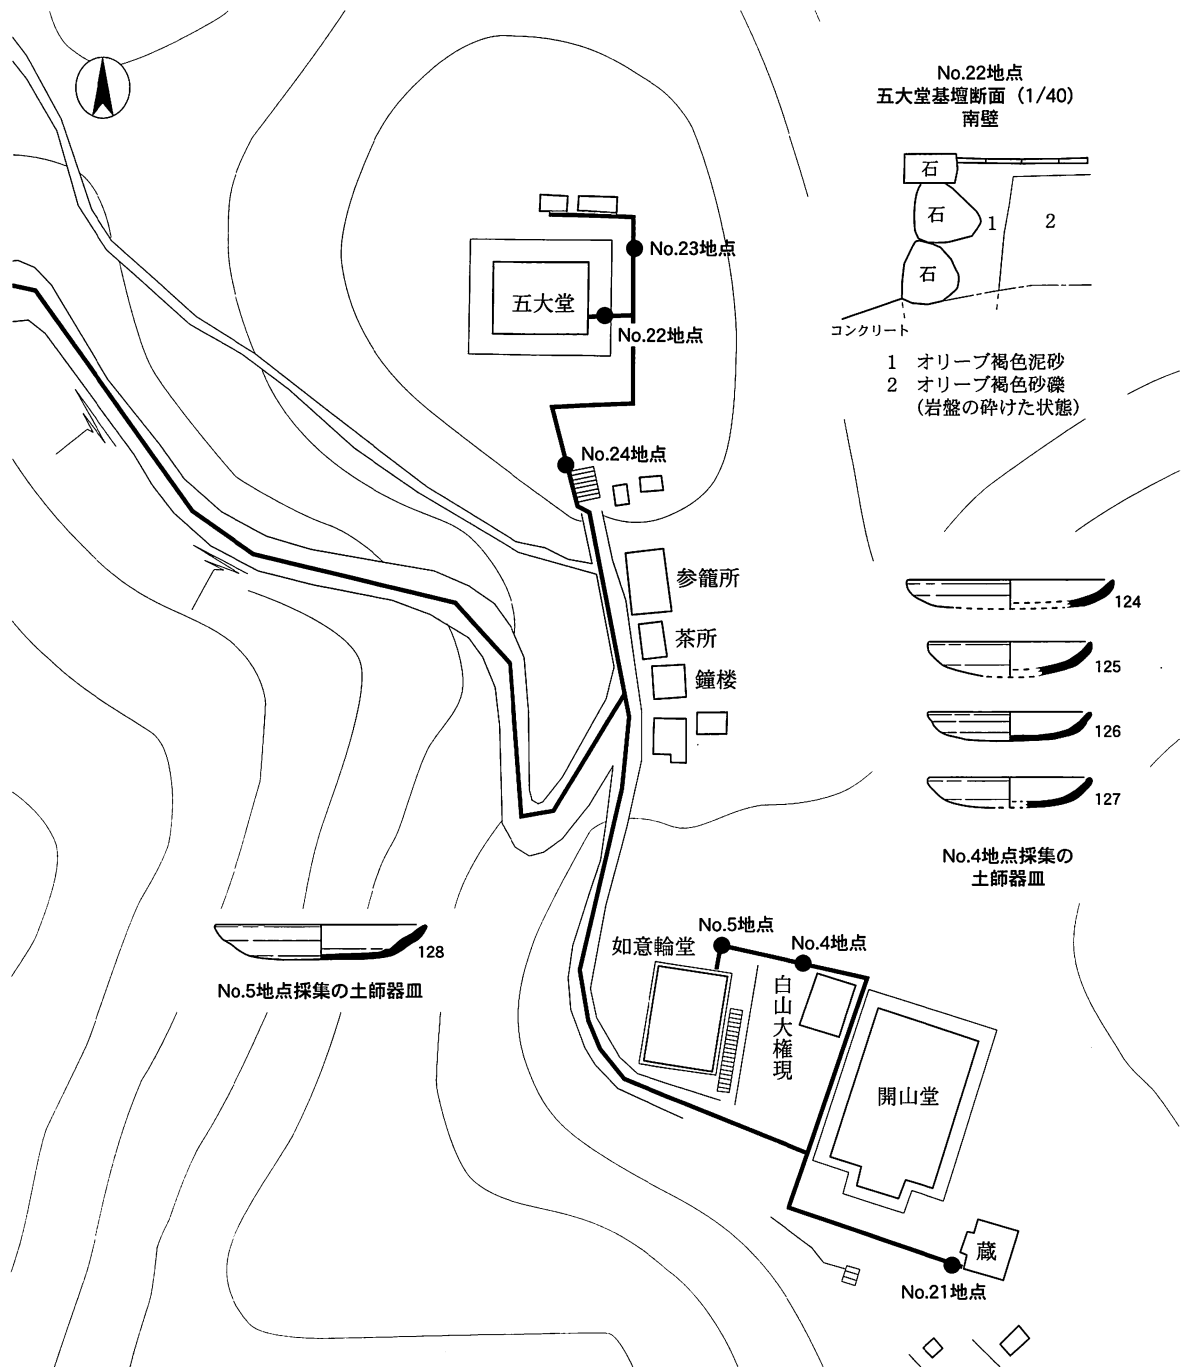 No.22地点
五大堂基壇断面（1/40）
南壁
石
石
1
2
石
コンクリート
1 オリーブ褐色泥砂
2 オリーブ褐色砂礫
(岩盤の砕けた状態)
No.23地点
五大堂
No.22地点
No.24地点
参籠所
茶所
鐘楼
124
125
126
127
No.4地点採集の
土師器皿
128
No.5地点採集の土師器皿
No.5地点
如意輪堂
No.4地点
白山大権現
開山堂
蔵
No.21地点